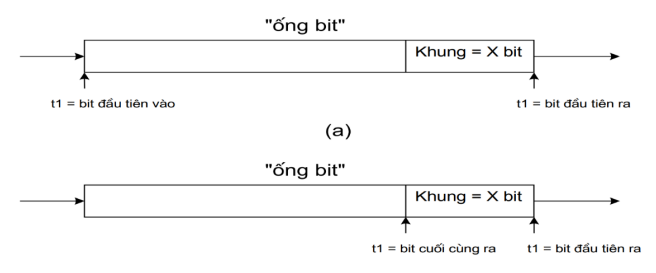 "ống bit"
Khung = X bit
t1 = bit đầu tiên vào
t1 = bit đầu tiên ra
(a)
"ống bit"
Khung = X bit
t1 = bit cuối cùng ra
t1 = bit đầu tiên ra